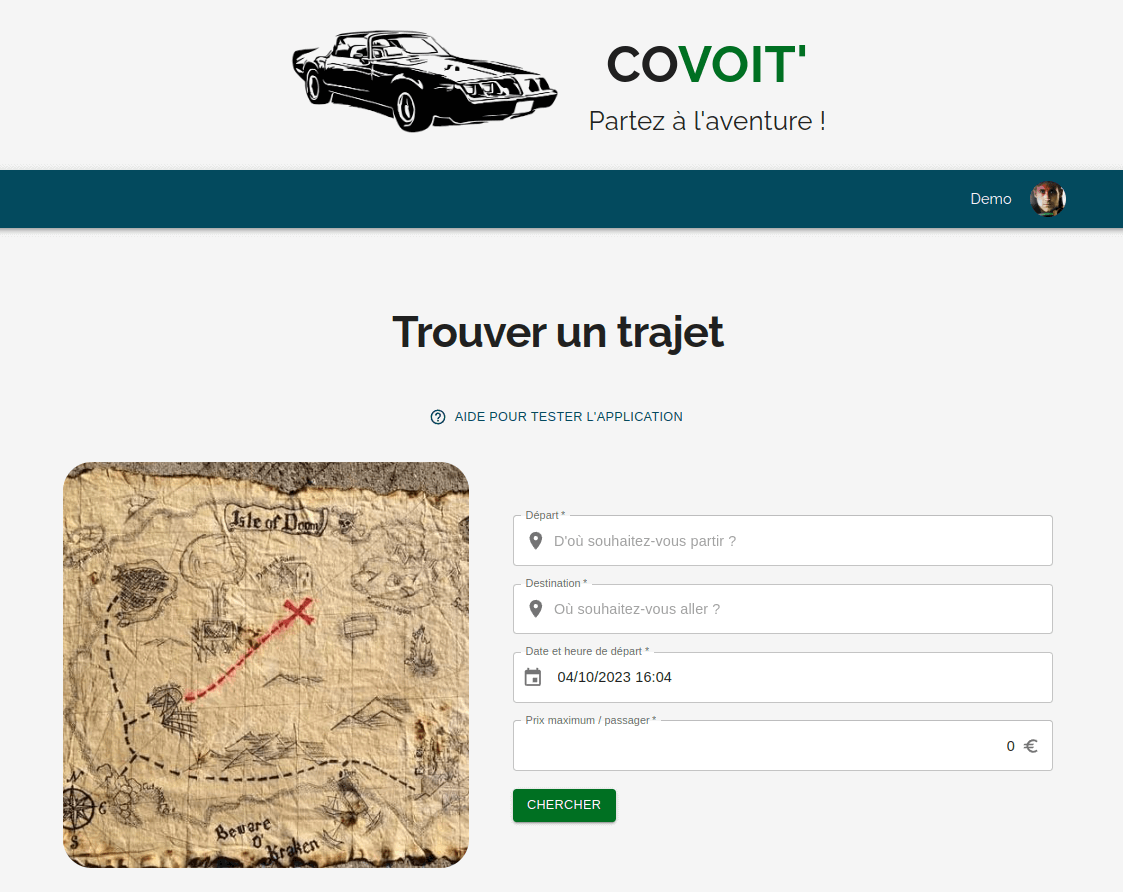 COVOIT'
Partez à l'aventure !
Demo
Trouver un trajet
AIDE POUR TESTER L'APPLICATION
Isle of Doom
Beware
O' Kraken
N
S
Départ *
D'où souhaitez-vous partir ?
Destination *
Où souhaitez-vous aller ?
Date et heure de départ *
04/10/2023 16:04
Prix maximum / passager *
0 €
CHERCHER